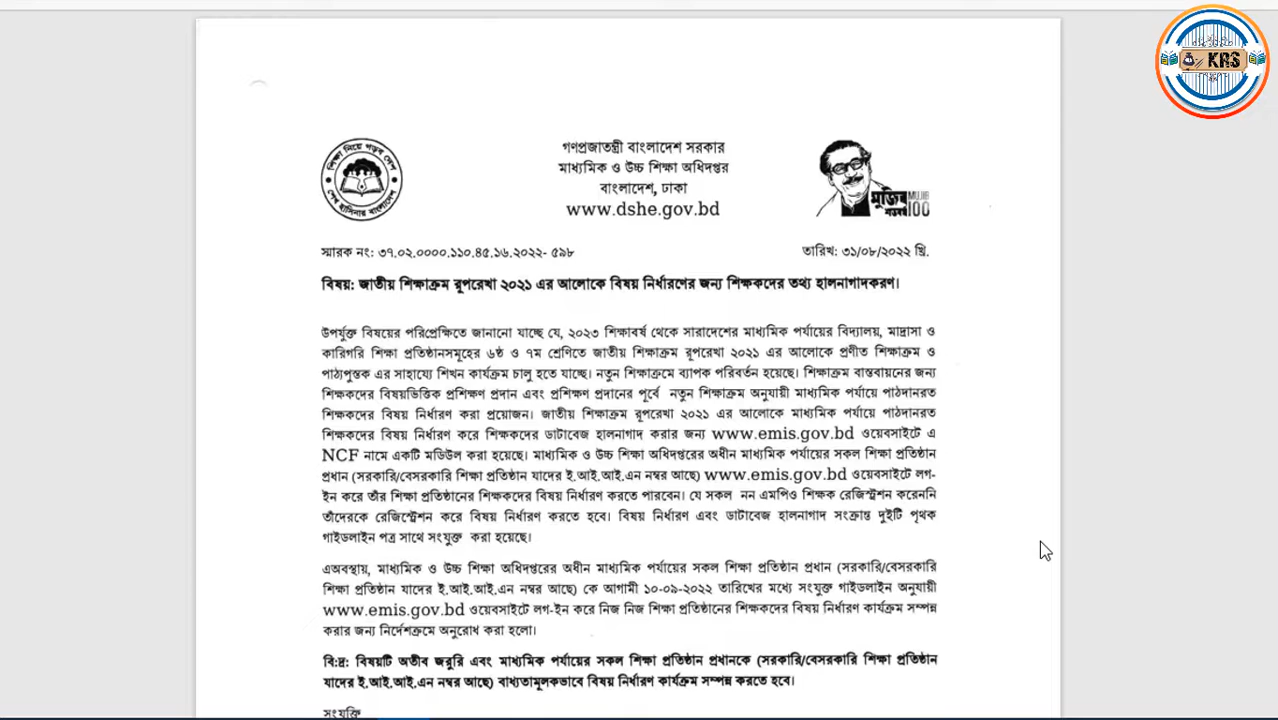 KRS
শিক্ষা নিয়ে গড়ব দেশ
শেখ হাসিনার বাংলাদেশ
গণপ্রজাতন্ত্রী বাংলাদেশ সরকার
মাধ্যমিক ও উচ্চ শিক্ষা অধিদপ্তর
বাংলাদেশ, ঢাকা
www.dshe.gov.bd
মুজিব MUJIB
শতবর্ষ 100
স্মারক নং: ৩৭.০২.০০০০.১১০.৪৫.১৬.২০২২- ৫৯৮
তারিখ: ৩১/০৮/২০২২ খ্রি.
বিষয়: জাতীয় শিক্ষাক্রম রূপরেখা ২০২১ এর আলোকে বিষয় নির্ধারণের জন্য শিক্ষকদের তথ্য হালনাগাদকরণ।
উপর্যুক্ত বিষয়ের পরিপ্রেক্ষিতে জানানো যাচ্ছে যে, ২০২৩ শিক্ষাবর্ষ থেকে সারাদেশের মাধ্যমিক পর্যায়ের বিদ্যালয়, মাদ্রাসা ও
কারিগরি শিক্ষা প্রতিষ্ঠানসমূহের ৬ষ্ঠ ও ৭ম শ্রেণিতে জাতীয় শিক্ষাক্রম রূপরেখা ২০২১ এর আলোকে প্রণীত শিক্ষাক্রম ও
পাঠ্যপুস্তক এর সাহায্যে শিখন কার্যক্রম চালু হতে যাচ্ছে। নতুন শিক্ষাক্রমে ব্যাপক পরিবর্তন হয়েছে। শিক্ষাক্রম বাস্তবায়নের জন্য
শিক্ষকদের বিষয়ভিত্তিক প্রশিক্ষণ প্রদান এবং প্রশিক্ষণ প্রদানের পূর্বে নতুন শিক্ষাক্রম অনুযায়ী মাধ্যমিক পর্যায়ে পাঠদানরত
শিক্ষকদের বিষয় নির্ধারণ করা প্রয়োজন। জাতীয় শিক্ষাক্রম রূপরেখা ২০২১ এর আলোকে মাধ্যমিক পর্যায়ে পাঠদানরত
শিক্ষকদের বিষয় নির্ধারণ করে শিক্ষকদের ডাটাবেজ হালনাগাদ করার জন্য www.emis.gov.bd ওয়েবসাইটে এ
NCF নামে একটি মডিউল করা হয়েছে। মাধ্যমিক ও উচ্চ শিক্ষা অধিদপ্তরের অধীন মাধ্যমিক পর্যায়ের সকল শিক্ষা প্রতিষ্ঠান
প্রধান (সরকারি/বেসরকারি শিক্ষা প্রতিষ্ঠান যাদের ই.আই.আই.এন নম্বর আছে) www.emis.gov.bd ওয়েবসাইটে লগ-
ইন করে তাঁর শিক্ষা প্রতিষ্ঠানের শিক্ষকদের বিষয় নির্ধারণ করতে পারবেন। যে সকল নন এমপিও শিক্ষক রেজিস্ট্রশন করেননি
তাঁদেরকে রেজিস্ট্রেশন করে বিষয় নির্ধারণ করতে হবে। বিষয় নির্ধারণ এবং ডাটাবেজ হালনাগাদ সংক্রান্ত দুইটি পৃথক
গাইডলাইন পত্র সাথে সংযুক্ত করা হয়েছে।
এঅবস্থায়, মাধ্যমিক ও উচ্চ শিক্ষা অধিদপ্তরের অধীন মাধ্যমিক পর্যায়ের সকল শিক্ষা প্রতিষ্ঠান প্রধান (সরকারি/বেসরকারি
শিক্ষা প্রতিষ্ঠান যাদের ই.আই.আই.এন নম্বর আছে) কে আগামী ১০-০৯-২০২২ তারিখের মধ্যে সংযুক্ত গাইডলাইন অনুযায়ী
www.emis.gov.bd ওয়েবসাইটে লগ-ইন করে নিজ নিজ শিক্ষা প্রতিষ্ঠানের শিক্ষকদের বিষয় নির্ধারণ কার্যক্রম সম্পন্ন
করার জন্য নির্দেশক্রমে অনুরোধ করা হলো।
বি:দ্র: বিষয়টি অতীব জরুরি এবং মাধ্যমিক পর্যায়ের সকল শিক্ষা প্রতিষ্ঠান প্রধানকে (সরকারি/বেসরকারি শিক্ষা প্রতিষ্ঠান
যাদের ই.আই.আই.এন নম্বর আছে) বাধ্যতামূলকভাবে বিষয় নির্ধারণ কার্যক্রম সম্পন্ন করতে হবে।
সংযুক্তি